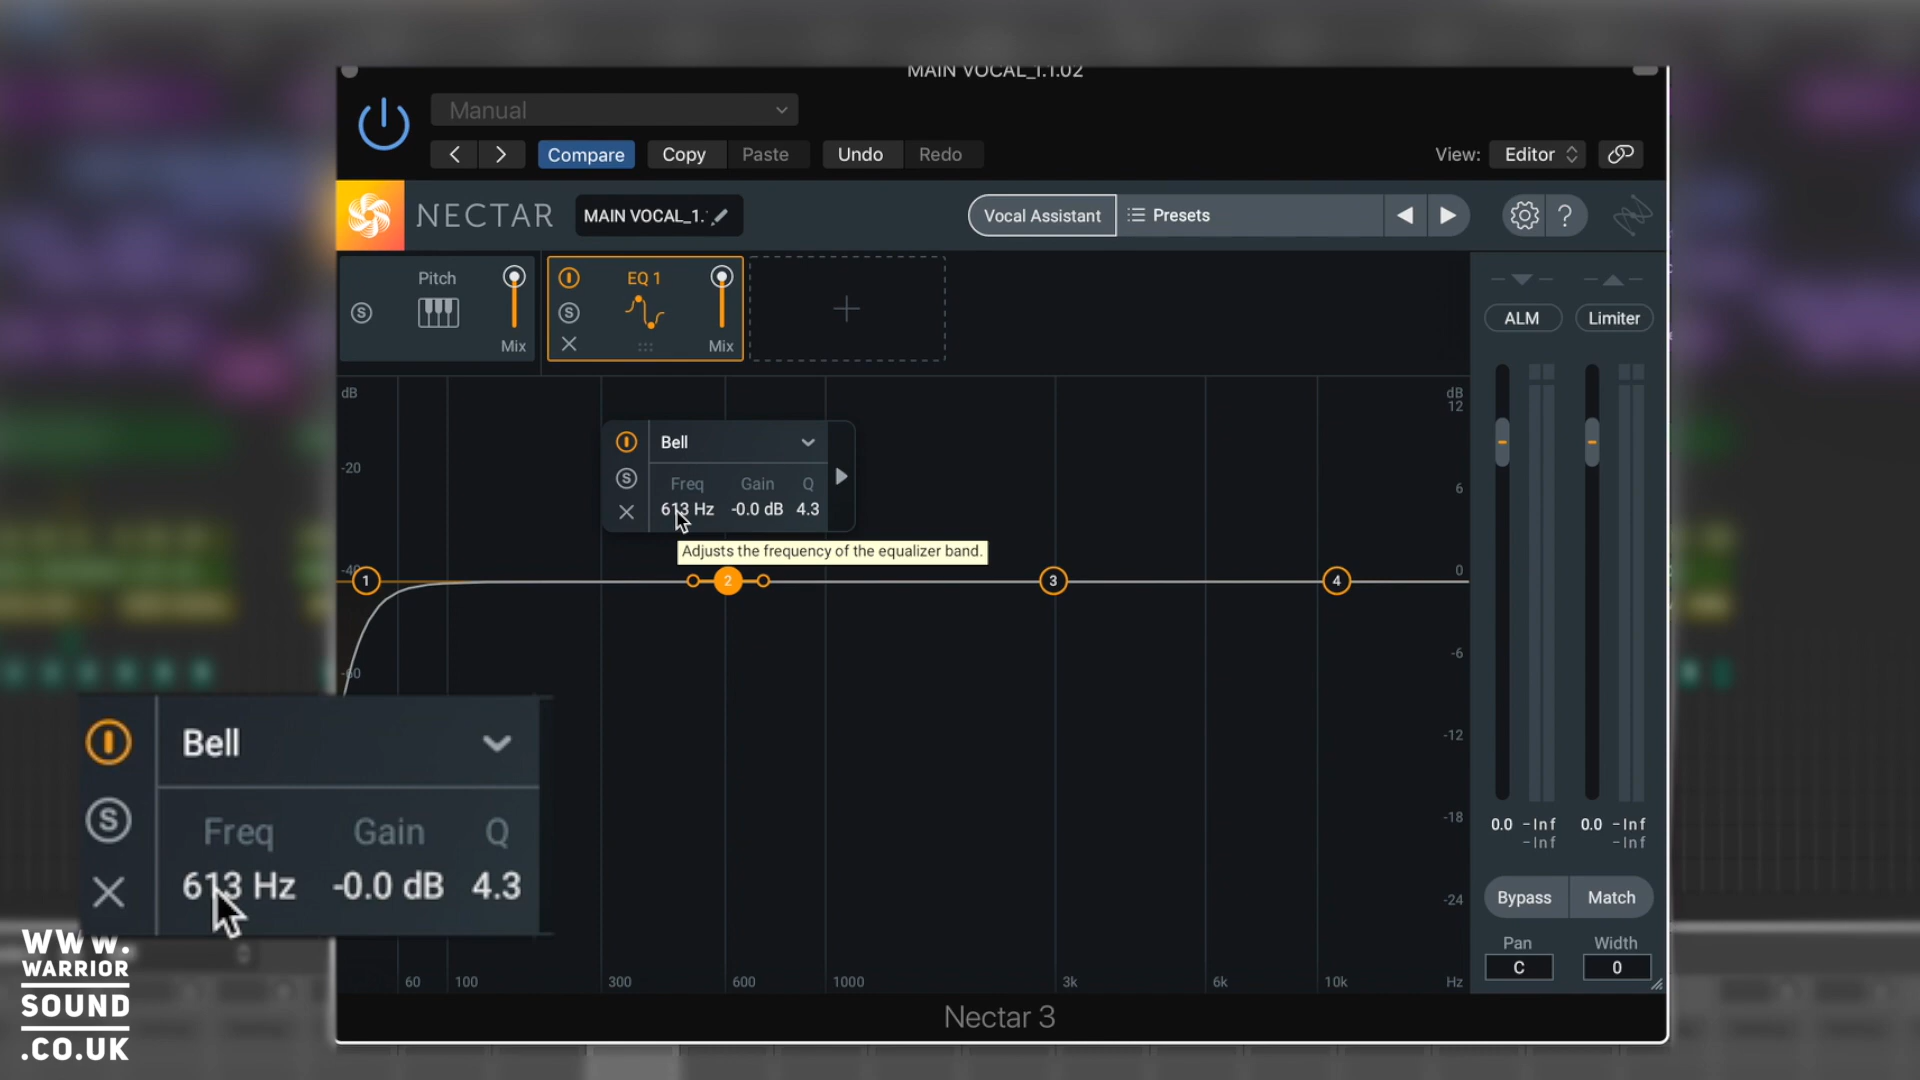 MAIN VOCAL_1.1.02
Manual
Compare Copy Paste Undo Redo View: Editor
NECTAR MAIN VOCAL_1. Vocal Assistant Presets ?
Pitch EQ 1
S S
Mix Mix
ALM Limiter
dB dB
12
Bell
-20
S Freq Gain Q
6
613 Hz -0.0 dB 4.3
Adjusts the frequency of the equalizer band.
-40 0
1 2 3 4
-6
-60
Bell
-12
S Freq Gain Q
-18
0.0 -Inf 0.0 -Inf
-Inf -Inf
613 Hz -0.0 dB 4.3
-24
Bypass Match
Pan Width
C 0
60 100 300 600 1000 3k 6k 10k Hz
Nectar 3
WWW.
WARRIOR
SOUND
.CO.UK